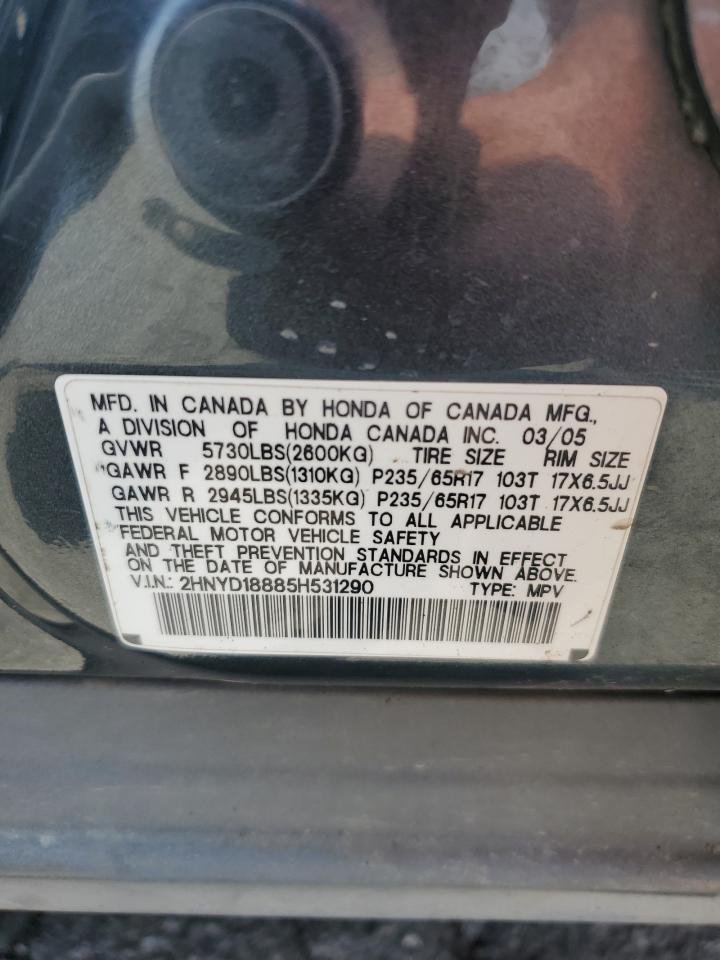 MFD. IN CANADA BY HONDA OF CANADA MFG.,
A DIVISION OF HONDA CANADA INC. 03/05
GVWR 5730LBS(2600KG) TIRE SIZE RIM SIZE
GAWR F 2890LBS(1310KG) P235/65R17 103T 17X6.5JJ
GAWR R 2945LBS(1335KG) P235/65R17 103T 17X6.5JJ
THIS VEHICLE CONFORMS TO ALL APPLICABLE
FEDERAL MOTOR VEHICLE SAFETY
AND THEFT PREVENTION STANDARDS IN EFFECT
ON THE DATE OF MANUFACTURE SHOWN ABOVE.
V.I.N.: 2HNYD18885H531290 TYPE: MPV